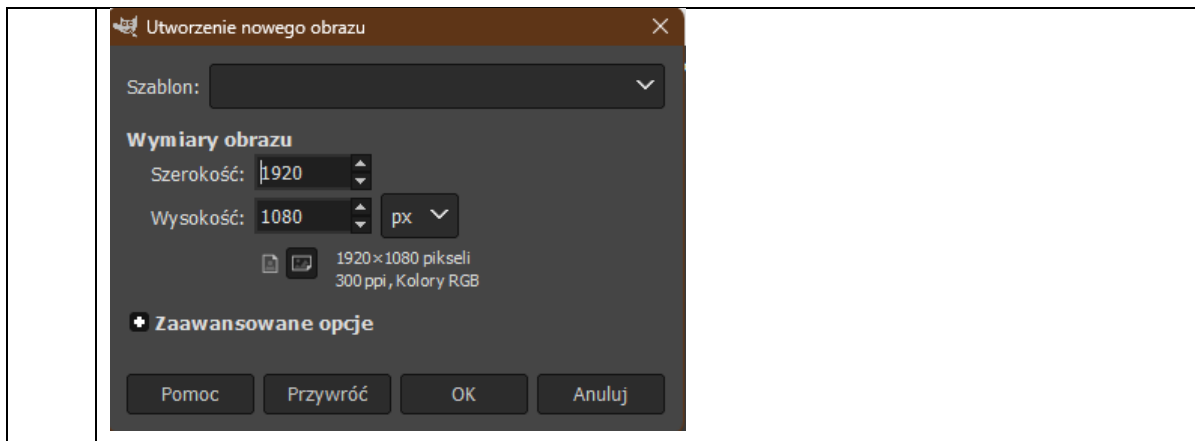 Utworzenie nowego obrazu
Szablon:
Wymiary obrazu
Szerokość: 1920
Wysokość: 1080 px
1920×1080 pikseli
300 ppi, Kolory RGB
Zaawansowane opcje
Pomoc Przywróć OK Anuluj